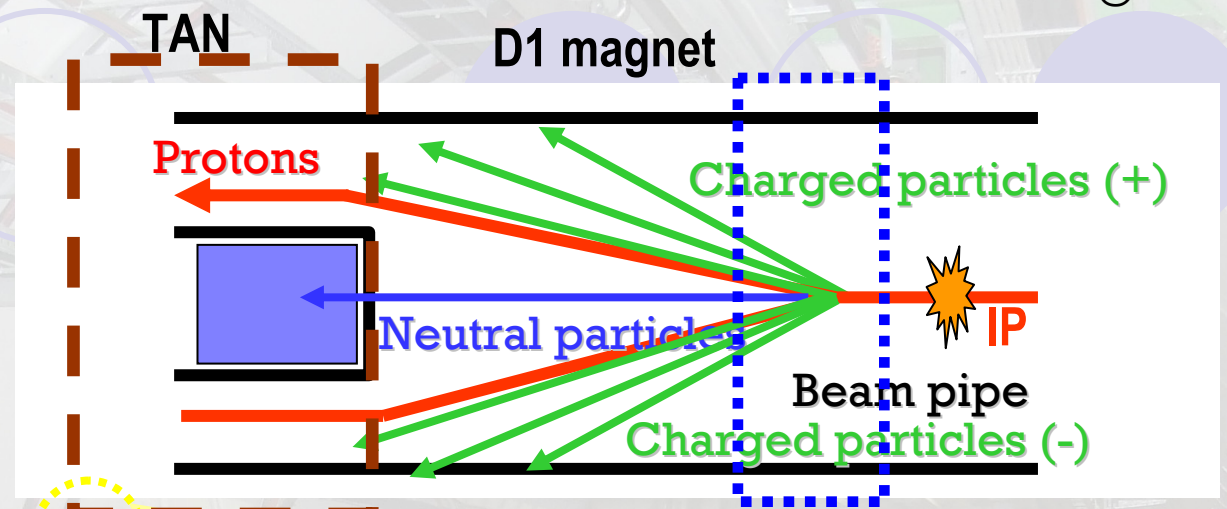 TAN
D1 magnet
Protons
Charged particles (+)
Neutral particles
IP
Beam pipe
Charged particles (-)